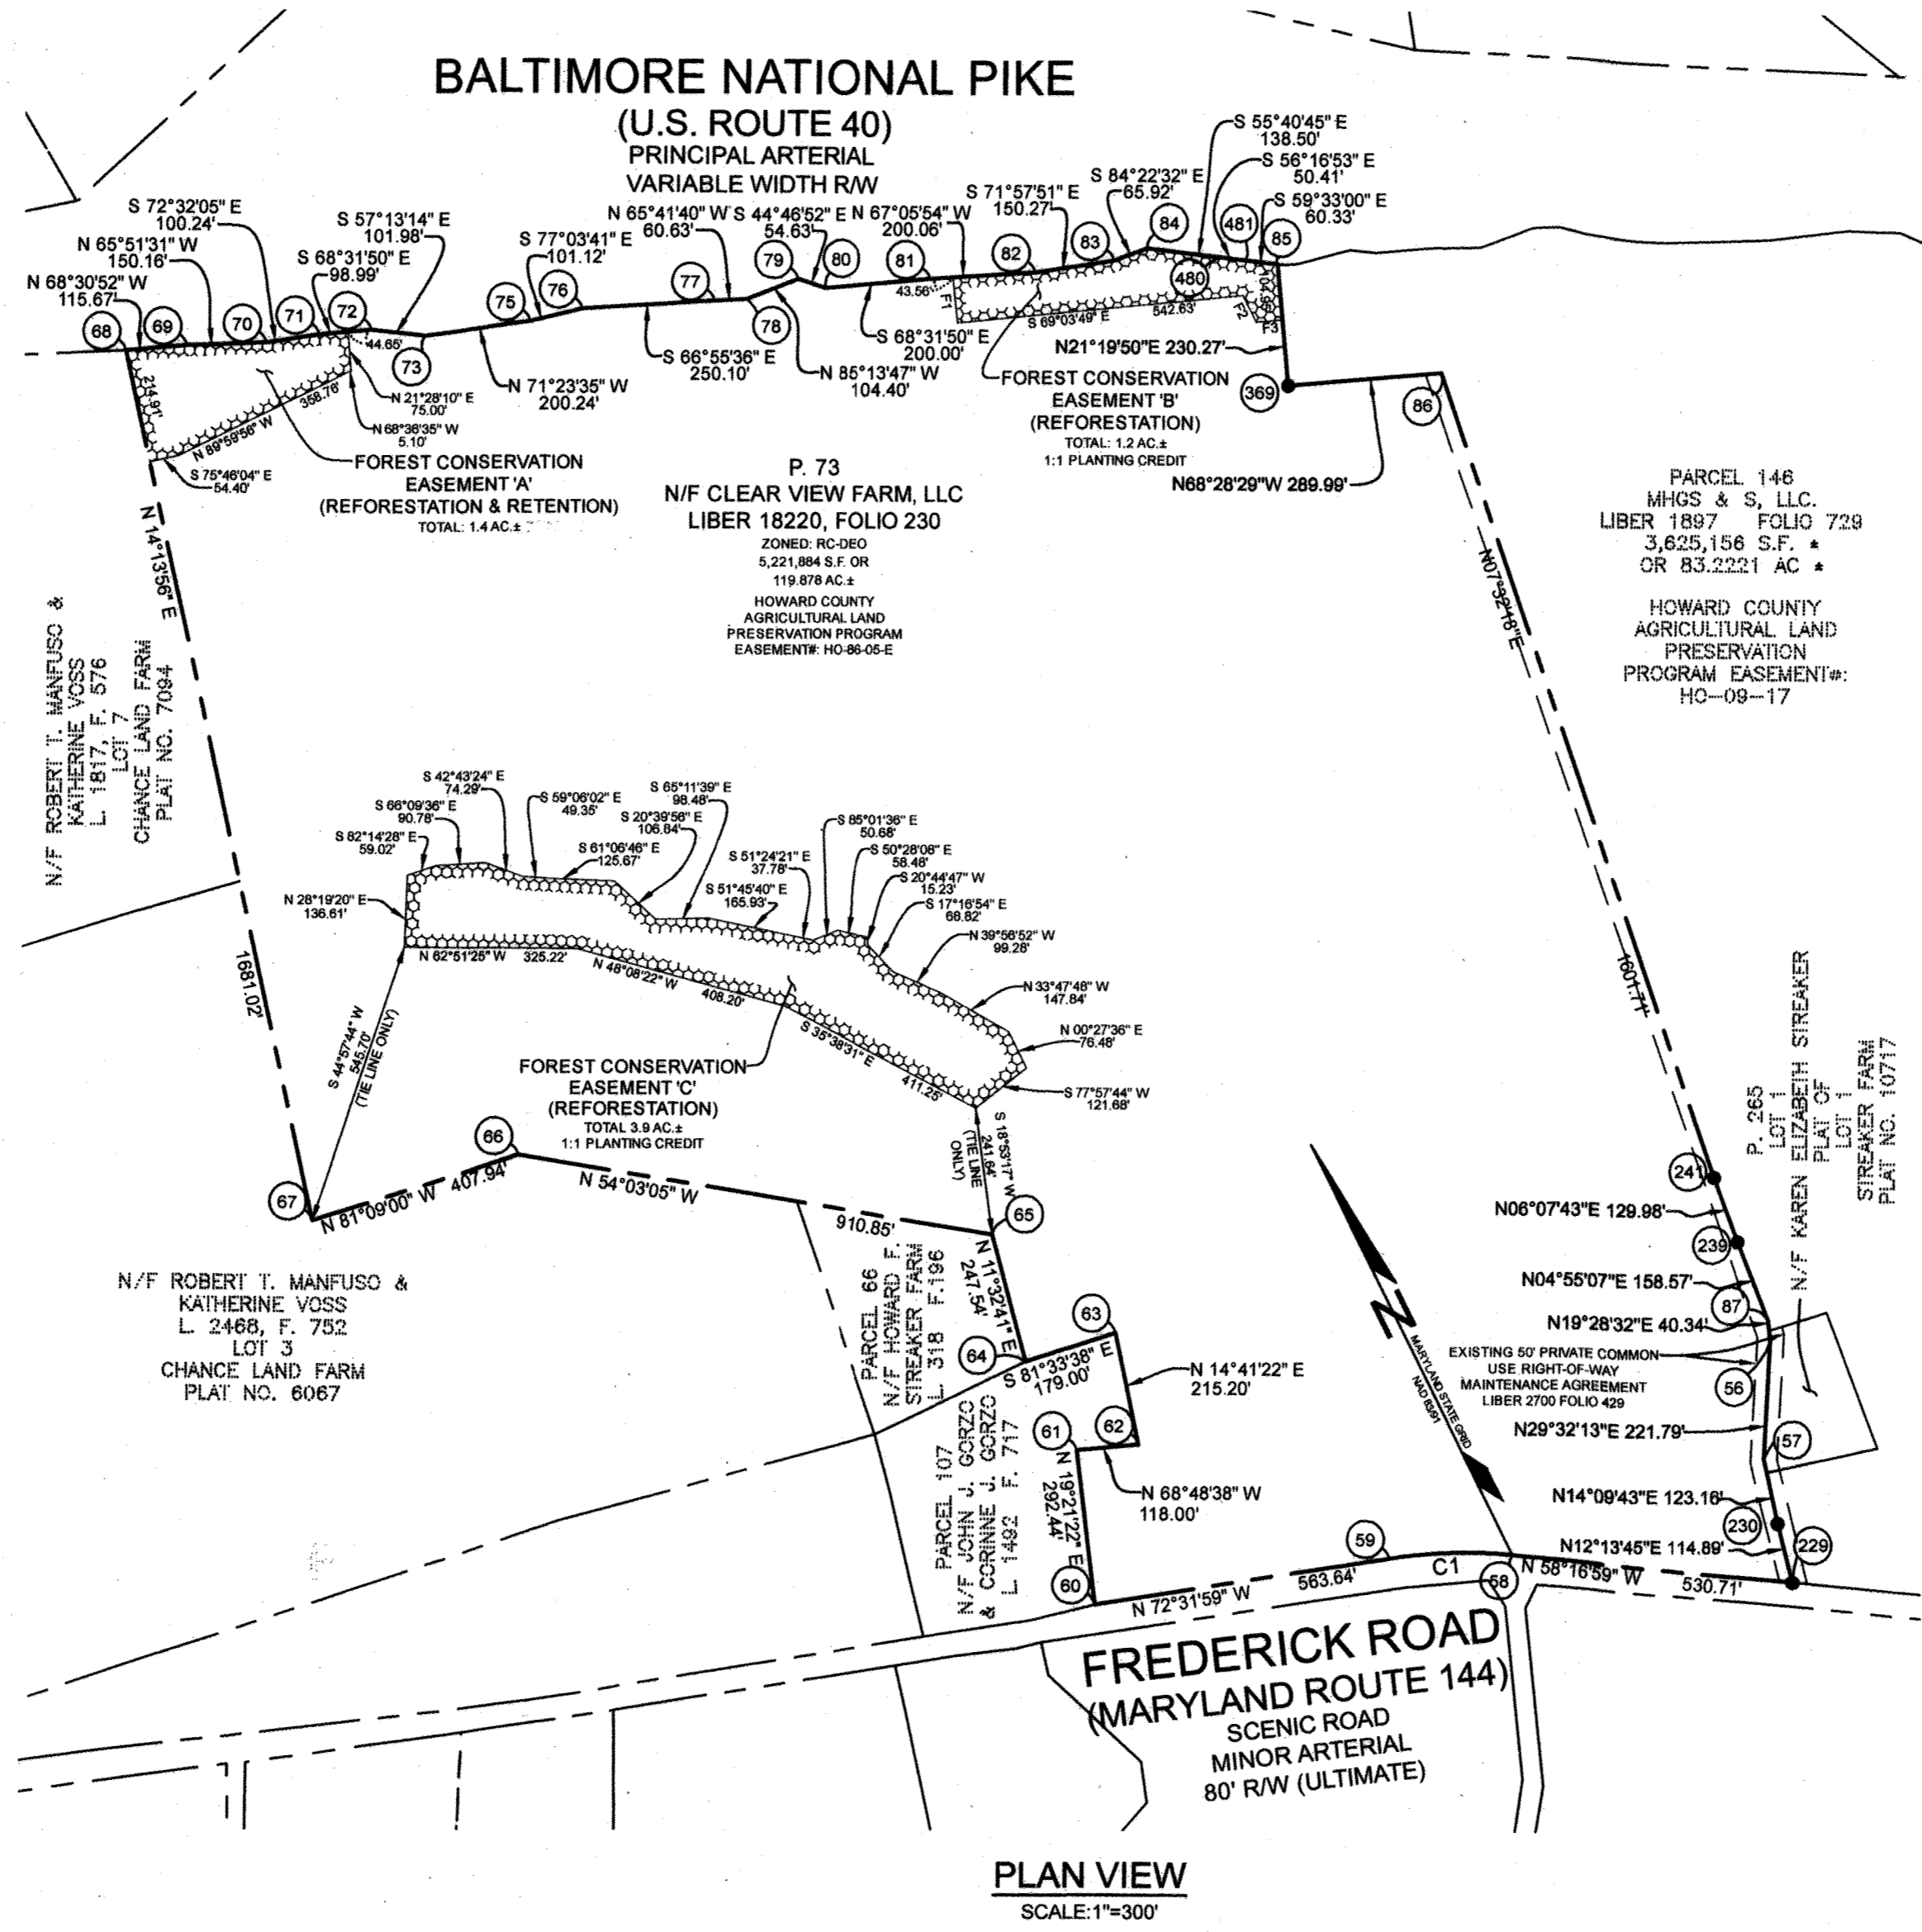 BALTIMORE NATIONAL PIKE
(U.S. ROUTE 40)
PRINCIPAL ARTERIAL
VARIABLE WIDTH R/W
S 72°32'05" E
100.24'
N 65°51'31" W
150.16'
N 68°30'52" W
115.67'
S 57°13'14" E
101.98'
S 68°31'50" E
98.99'
S 77°03'41" E
101.12'
N 65°41'40" W
60.63'
S 44°46'52" E
54.63'
N 67°05'54" W
200.06'
S 71°57'51" E
150.27'
S 84°22'32" E
65.92'
S 55°40'45" E
138.50'
S 56°16'53" E
50.41'
S 59°33'00" E
60.33'
68
69
70
71
72
73
75
76
77
78
79
80
81
82
83
84
480
481
85
44.65'
43.56'
F1
F2
F3
S 69°03'49" E
542.63'
214.91'
358.76'
N 89°59'56" W
S 75°46'04" E
54.40'
N 21°28'10" E
75.00'
N 68°36'35" W
5.10'
N 71°23'35" W
200.24'
S 66°55'36" E
250.10'
N 85°13'47" W
104.40'
S 68°31'50" E
200.00'
N21°19'50"E 230.27'
369
86
N68°28'29"W 289.99'
FOREST CONSERVATION
EASEMENT 'A'
(REFORESTATION & RETENTION)
TOTAL: 1.4 AC.±
FOREST CONSERVATION
EASEMENT 'B'
(REFORESTATION)
TOTAL: 1.2 AC.±
1:1 PLANTING CREDIT
P. 73
N/F CLEAR VIEW FARM, LLC
LIBER 18220, FOLIO 230
ZONED: RC-DEO
5,221,884 S.F. OR
119.878 AC.±
HOWARD COUNTY
AGRICULTURAL LAND
PRESERVATION PROGRAM
EASEMENT#: HO-86-05-E
PARCEL 146
MHGS & S, LLC.
LIBER 1897 FOLIO 729
3,625,156 S.F. ±
OR 83.2221 AC ±
HOWARD COUNTY
AGRICULTURAL LAND
PRESERVATION
PROGRAM EASEMENT#:
HO-09-17
N 14°13'56" E
1681.02'
N/F ROBERT T. MANFUSO &
KATHERINE VOSS
L. 1817, F. 576
LOT 7
CHANCE LAND FARM
PLAT NO. 7094
N07°32'18"E
1601.71'
S 42°43'24" E
74.29'
S 66°09'36" E
90.78'
S 82°14'28" E
59.02'
S 59°06'02" E
49.35'
S 65°11'39" E
98.48'
S 20°39'56" E
106.84'
S 61°06'46" E
125.67'
S 51°24'21" E
37.78'
S 51°45'40" E
165.93'
S 85°01'36" E
50.68'
S 50°28'08" E
58.48'
S 20°44'47" W
15.23'
S 17°16'54" E
68.82'
N 39°56'52" W
99.28'
N 33°47'48" W
147.84'
N 00°27'36" E
76.48'
S 77°57'44" W
121.68'
N 28°19'20" E
136.61'
N 62°51'25" W 325.22'
N 48°08'22" W
408.20'
S 35°38'31" E
411.25'
S 44°57'44" W
545.70'
(TIE LINE ONLY)
FOREST CONSERVATION
EASEMENT 'C'
(REFORESTATION)
TOTAL 3.9 AC.±
1:1 PLANTING CREDIT
S 18°53'17" W
241.64'
(TIE LINE
ONLY)
66
67
65
N 81°09'00" W 407.94'
N 54°03'05" W
910.85'
N/F ROBERT T. MANFUSO &
KATHERINE VOSS
L. 2468, F. 752
LOT 3
CHANCE LAND FARM
PLAT NO. 6067
PARCEL 66
N/F HOWARD F.
STREAKER FARM
L. 318 F.196
N 11°32'41" E
247.54'
63
64
S 81°33'38" E
179.00'
N 14°41'22" E
215.20'
61
62
N 68°48'38" W
118.00'
N 19°21'22" E
292.44'
60
PARCEL 107
N/F JOHN J. GORZO
& CORINNE J. GORZO
L. 1492 F. 717
N 72°31'59" W
563.64'
59
C1
58
N 58°16'59" W
530.71'
MARYLAND STATE GRID
NAD 83/91
N
241
N06°07'43"E 129.98'
239
N04°55'07"E 158.57'
87
N19°28'32"E 40.34'
EXISTING 50' PRIVATE COMMON
USE RIGHT-OF-WAY
MAINTENANCE AGREEMENT
LIBER 2700 FOLIO 429
56
N29°32'13"E 221.79'
57
N14°09'43"E 123.16'
230
N12°13'45"E 114.89'
229
P. 265
LOT 1
N/F KAREN ELIZABETH STREAKER
PLAT OF
LOT 1
STREAKER FARM
PLAT NO. 10717
FREDERICK ROAD
(MARYLAND ROUTE 144)
SCENIC ROAD
MINOR ARTERIAL
80' R/W (ULTIMATE)
PLAN VIEW
SCALE:1"=300'